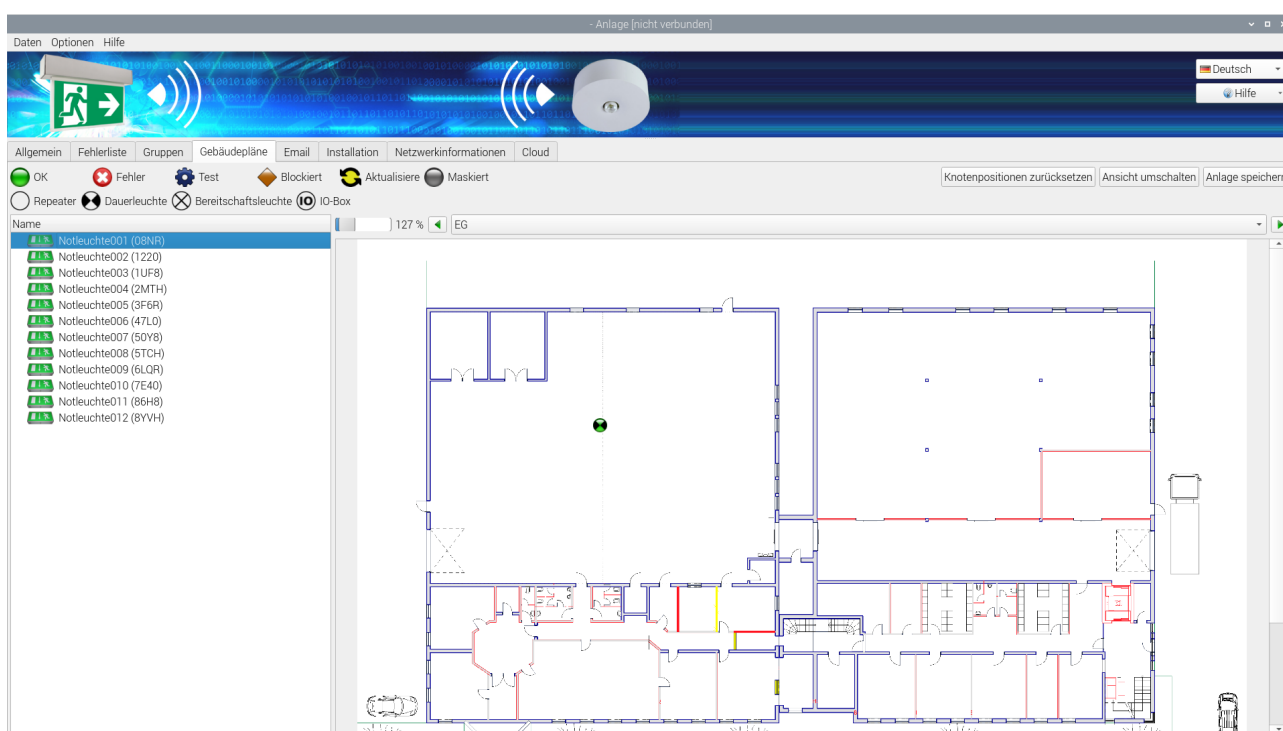 - Anlage [nicht verbunden]
Daten Optionen Hilfe
Deutsch
Hilfe
Allgemein Fehlerliste Gruppen Gebäudepläne Email Installation Netzwerkinformationen Cloud
OK Fehler Test Blockiert Aktualisiere Maskiert
Knotenpositionen zurücksetzen Ansicht umschalten Anlage speichern
Repeater Dauerleuchte Bereitschaftsleuchte IO IO-Box
Name
127 % EG
Notleuchte001 (08NR)
Notleuchte002 (1220)
Notleuchte003 (1UF8)
Notleuchte004 (2MTH)
Notleuchte005 (3F6R)
Notleuchte006 (47L0)
Notleuchte007 (50Y8)
Notleuchte008 (5TCH)
Notleuchte009 (6LQR)
Notleuchte010 (7E40)
Notleuchte011 (86H8)
Notleuchte012 (8YVH)